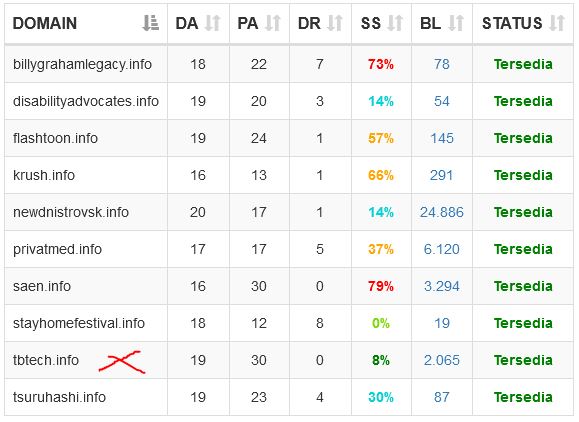 DOMAIN DA PA DR SS BL STATUS
billygrahamlegacy.info 18 22 7 73% 78 Tersedia
disabilityadvocates.info 19 20 3 14% 54 Tersedia
flashtoon.info 19 24 1 57% 145 Tersedia
krush.info 16 13 1 66% 291 Tersedia
newdnistrovsk.info 20 17 1 14% 24.886 Tersedia
privatmed.info 17 17 5 37% 6.120 Tersedia
saen.info 16 30 0 79% 3.294 Tersedia
stayhomefestival.info 18 12 8 0% 19 Tersedia
tbtech.info 19 30 0 8% 2.065 Tersedia
tsuruhashi.info 19 23 4 30% 87 Tersedia